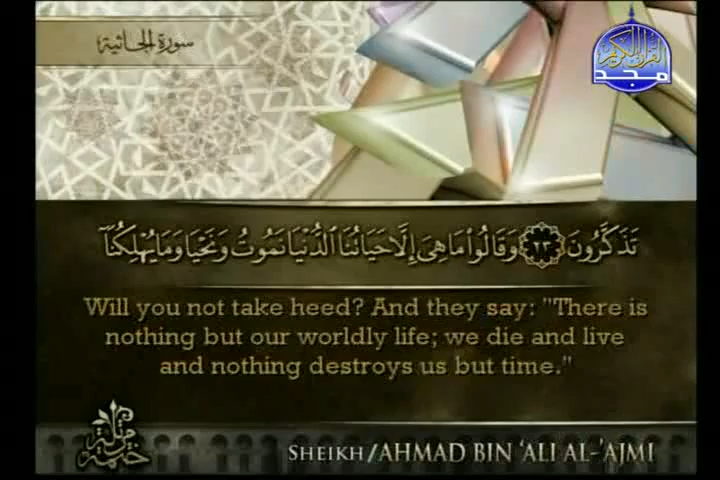 سورة الجاثية
القرآن الكريم
مجد
تَذَكَّرُونَ ٢٣ وَقَالُوا۟ مَا هِىَ إِلَّا حَيَاتُنَا ٱلدُّنْيَا نَمُوتُ وَنَحْيَا وَمَا يُهْلِكُنَآ
Will you not take heed? And they say: "There is
nothing but our worldly life; we die and live
and nothing destroys us but time."
SHEIKH/AHMAD BIN 'ALI AL-'AJMI